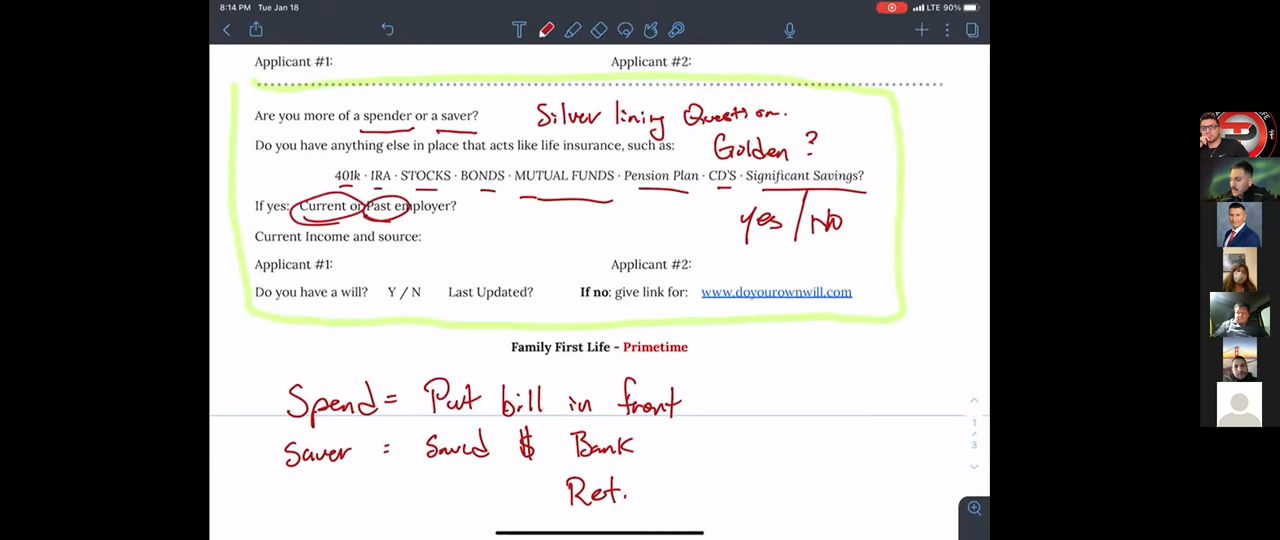 8:14 PM Tue Jan 18
LTE 90%
Applicant #1: Applicant #2:
Are you more of a spender or a saver? Silver lining Question.
Do you have anything else in place that acts like life insurance, such as: Golden ?
401k · IRA · STOCKS · BONDS · MUTUAL FUNDS · Pension Plan · CD'S · Significant Savings?
If yes: Current or Past employer? Yes / No
Current Income and source:
Applicant #1: Applicant #2:
Do you have a will? Y / N Last Updated? If no: give link for: www.doyourownwill.com
Family First Life - Primetime
Spend = Put bill in front
Saver = Saved $ Bank
Ret.
1
/
3